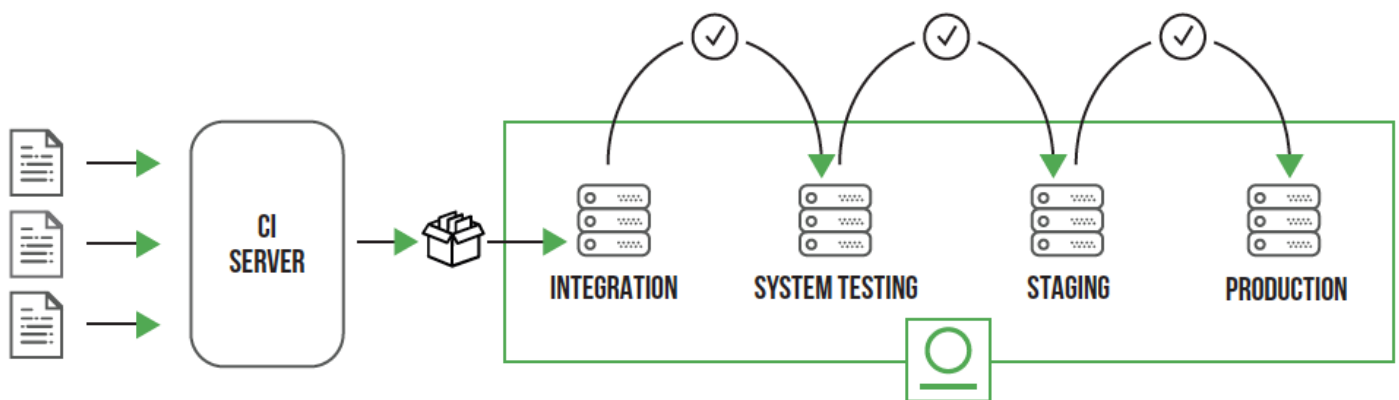 CI
SERVER
INTEGRATION
SYSTEM TESTING
STAGING
PRODUCTION